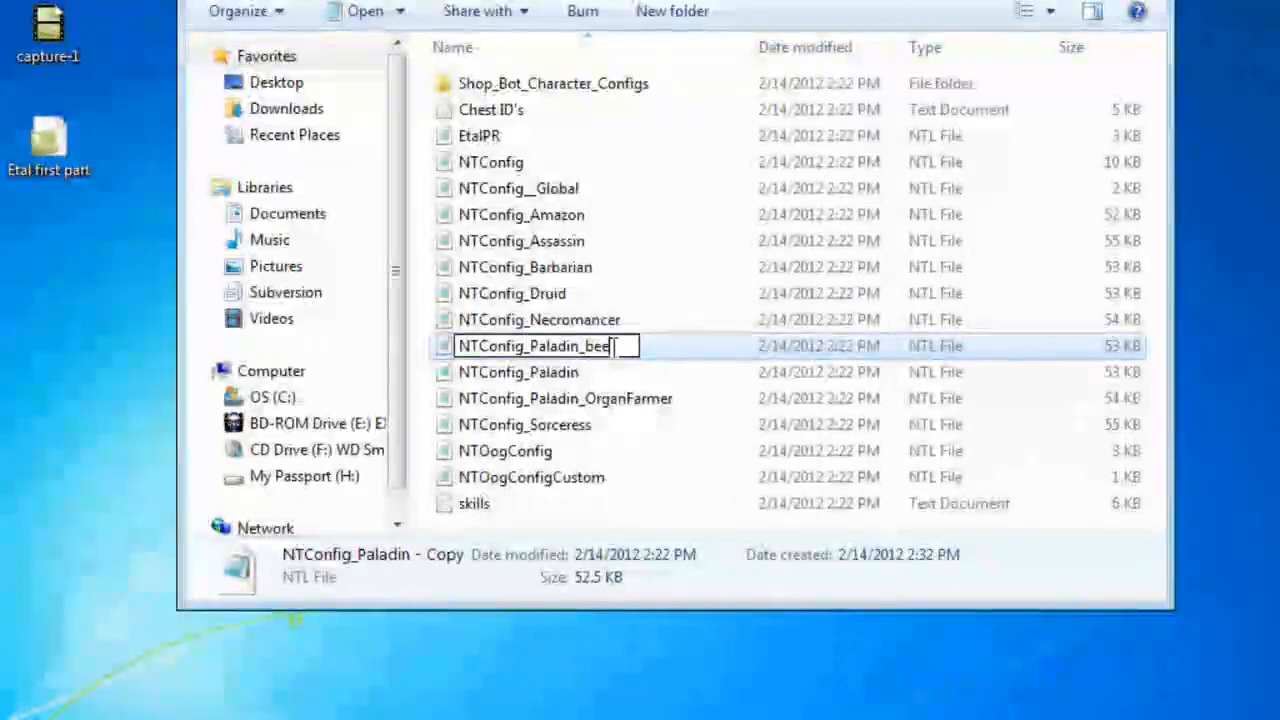 Organize Open Share with Burn New folder
capture-1
Etal first part
Favorites
Desktop
Downloads
Recent Places
Libraries
Documents
Music
Pictures
Subversion
Videos
Computer
OS (C:)
BD-ROM Drive (E:) E
CD Drive (F:) WD Sm
My Passport (H:)
Network
Name Date modified Type Size
Shop_Bot_Character_Configs 2/14/2012 2:22 PM File folder
Chest ID's 2/14/2012 2:22 PM Text Document 5 KB
EtalPR 2/14/2012 2:22 PM NTL File 3 KB
NTConfig 2/14/2012 2:22 PM NTL File 10 KB
NTConfig__Global 2/14/2012 2:22 PM NTL File 2 KB
NTConfig_Amazon 2/14/2012 2:22 PM NTL File 52 KB
NTConfig_Assassin 2/14/2012 2:22 PM NTL File 55 KB
NTConfig_Barbarian 2/14/2012 2:22 PM NTL File 53 KB
NTConfig_Druid 2/14/2012 2:22 PM NTL File 53 KB
NTConfig_Necromancer 2/14/2012 2:22 PM NTL File 54 KB
NTConfig_Paladin_bee 2/14/2012 2:22 PM NTL File 53 KB
NTConfig_Paladin 2/14/2012 2:22 PM NTL File 53 KB
NTConfig_Paladin_OrganFarmer 2/14/2012 2:22 PM NTL File 54 KB
NTConfig_Sorceress 2/14/2012 2:22 PM NTL File 55 KB
NTOogConfig 2/14/2012 2:22 PM NTL File 3 KB
NTOogConfigCustom 2/14/2012 2:22 PM NTL File 1 KB
skills 2/14/2012 2:22 PM Text Document 6 KB
NTConfig_Paladin - Copy Date modified: 2/14/2012 2:22 PM Date created: 2/14/2012 2:32 PM
NTL File Size: 52.5 KB